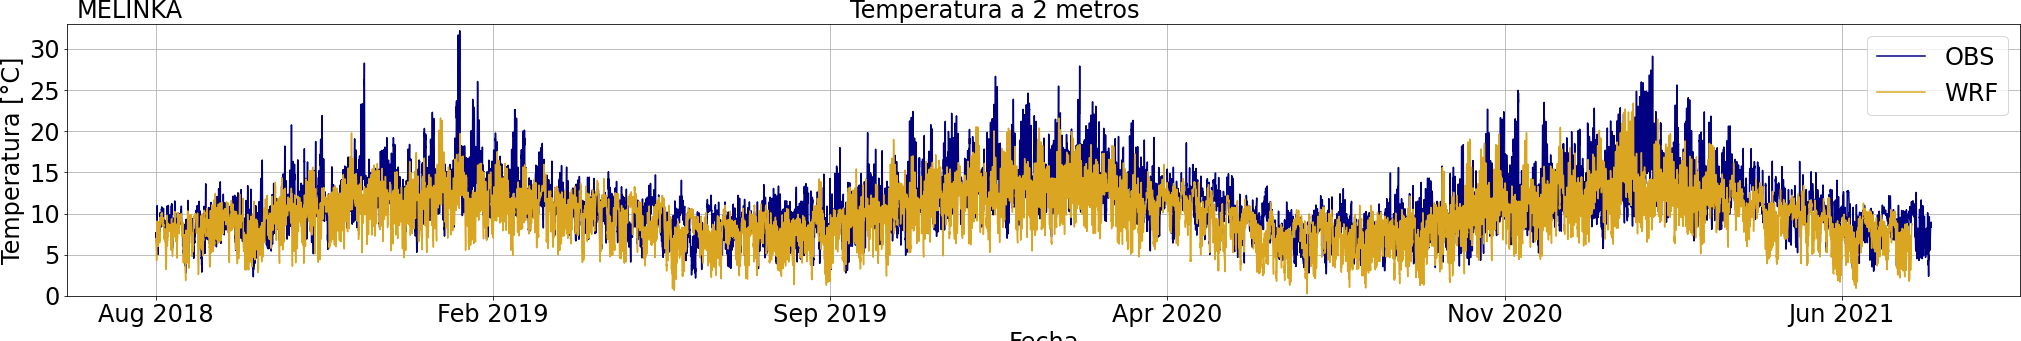 MELINKA
Temperatura a 2 metros
Temperatura [°C]
30
25
20
15
10
5
0
OBS
WRF
Aug 2018
Feb 2019
Sep 2019
Apr 2020
Nov 2020
Jun 2021
Fecha